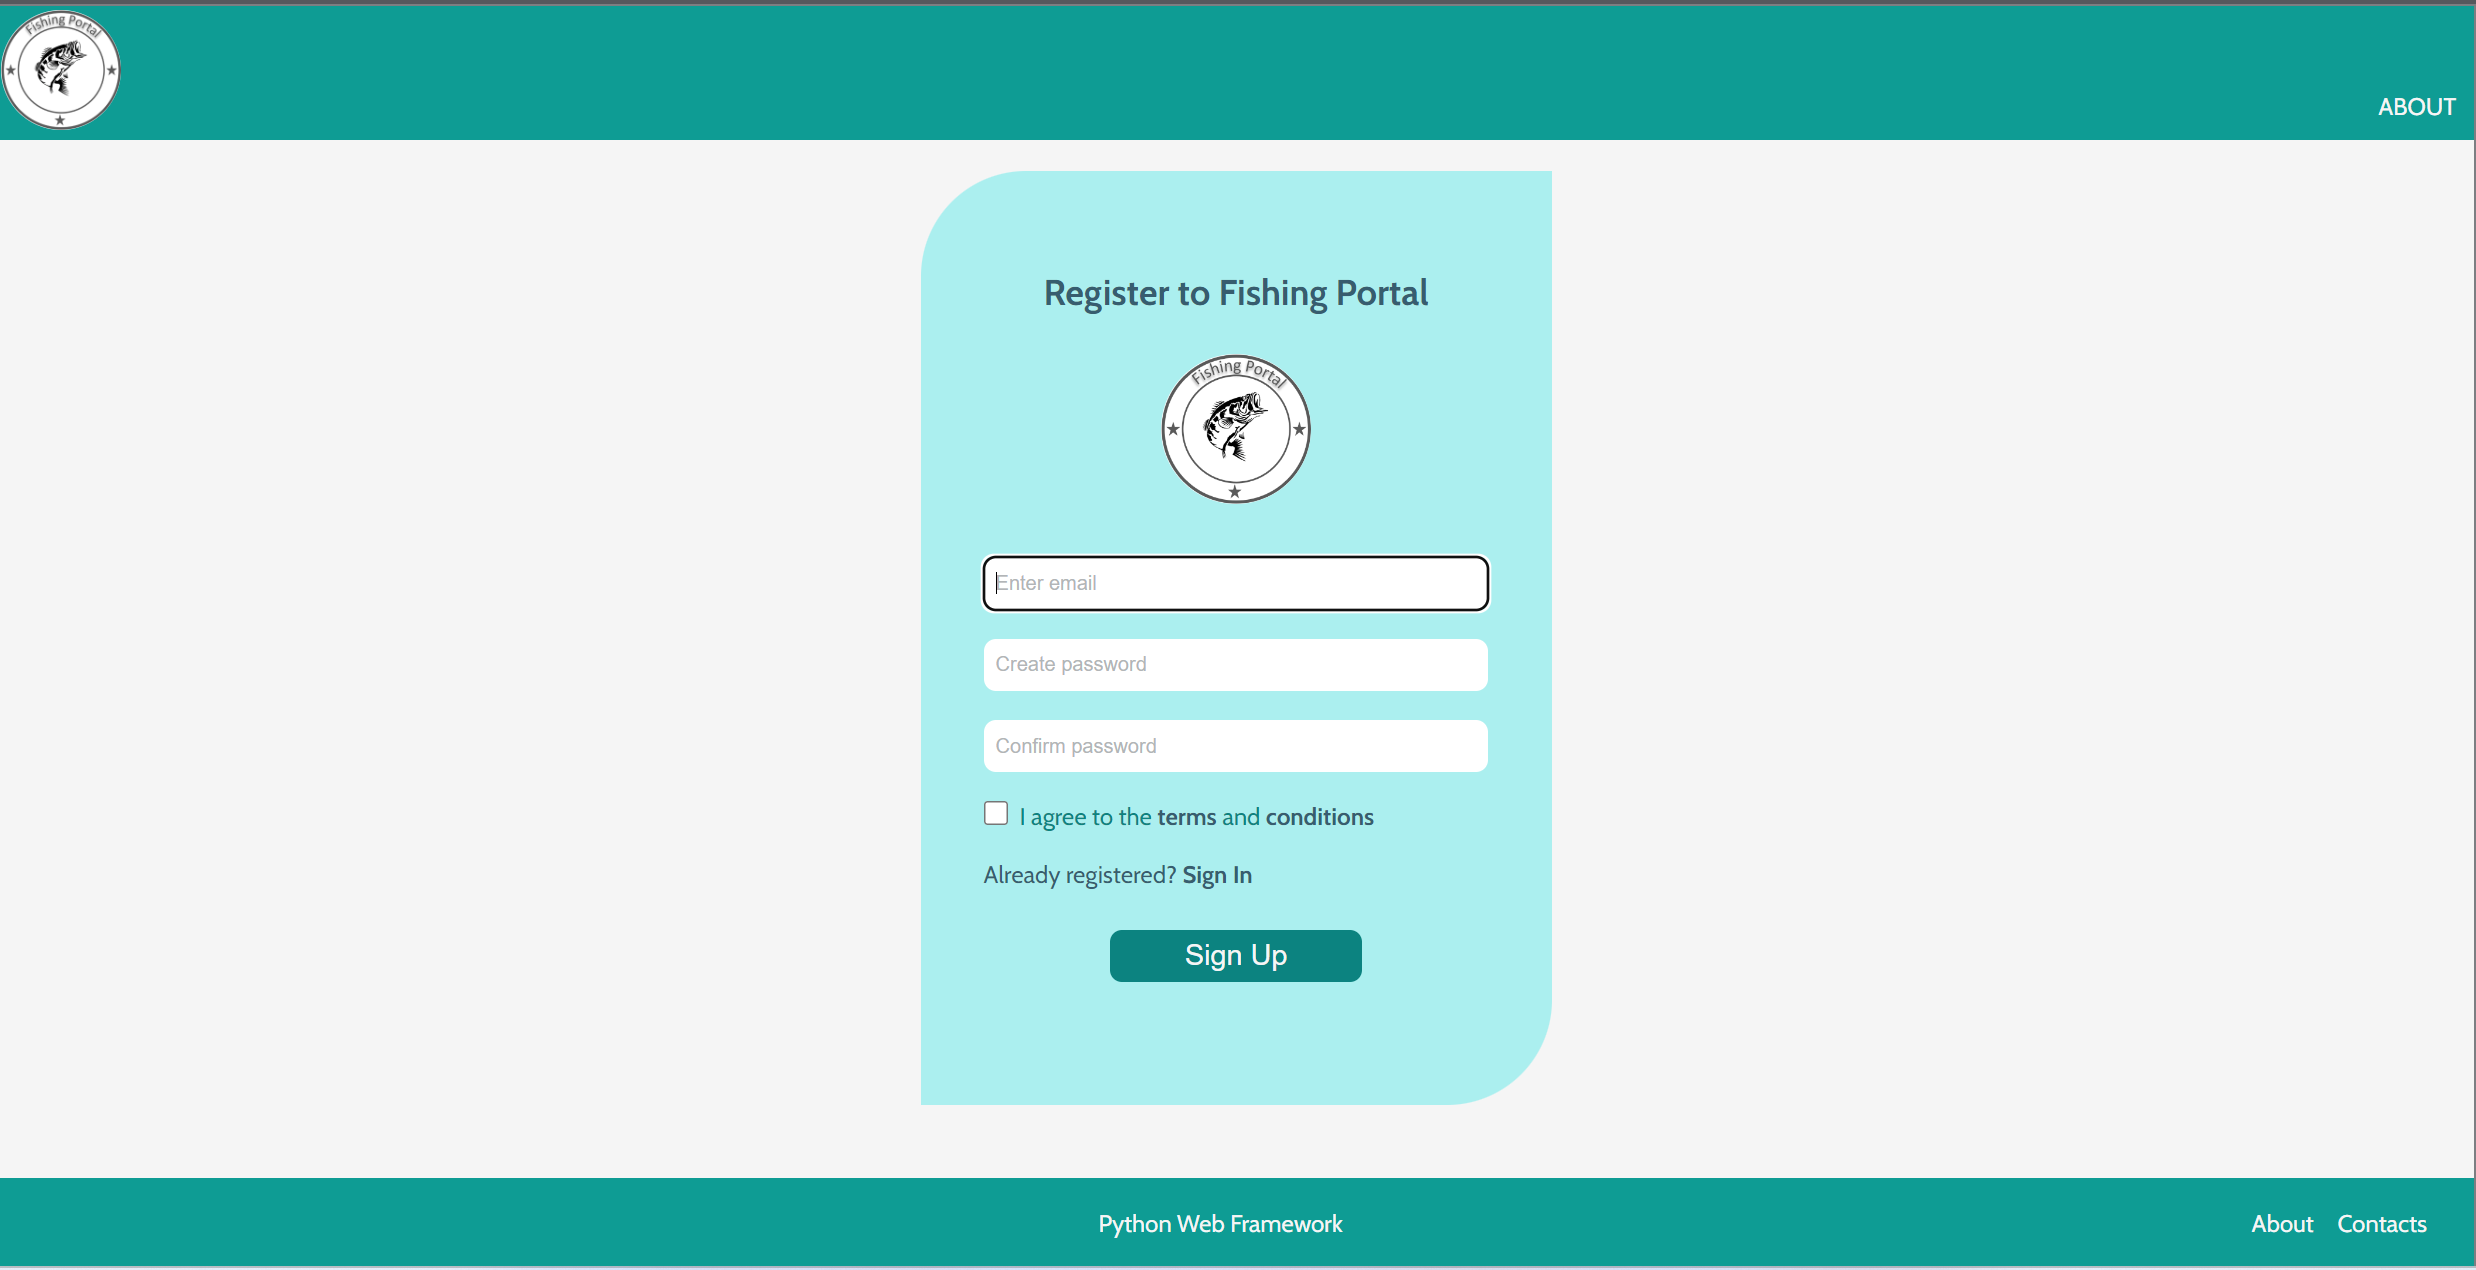 Fishing Portal
ABOUT
Register to Fishing Portal
Fishing Portal
Enter email
Create password
Confirm password
I agree to the terms and conditions
Already registered? Sign In
Sign Up
Python Web Framework
About Contacts